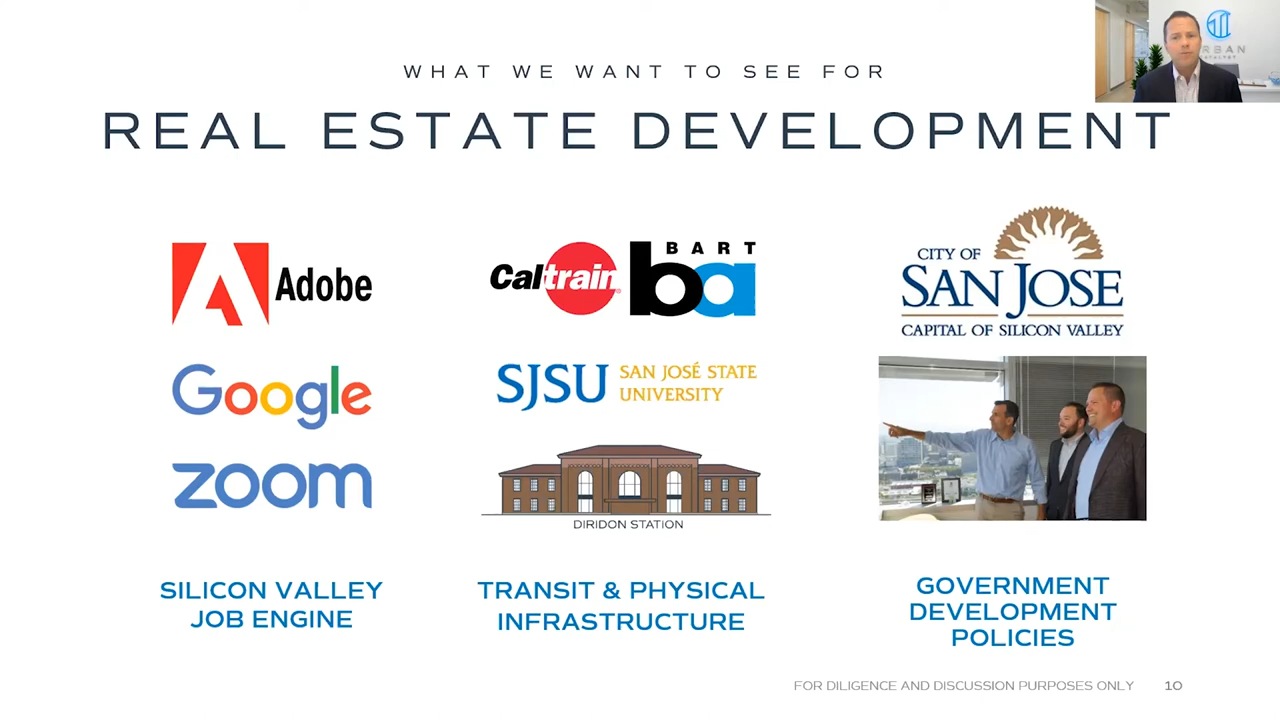 WHAT WE WANT TO SEE FOR
REAL ESTATE DEVELOPMENT
Adobe
Google
zoom
SILICON VALLEY
JOB ENGINE
Caltrain
BART
ba
SJSU
SAN JOSÉ STATE
UNIVERSITY
DIRIDON STATION
TRANSIT & PHYSICAL
INFRASTRUCTURE
CITY OF
SAN JOSE
CAPITAL OF SILICON VALLEY
GOVERNMENT
DEVELOPMENT
POLICIES
FOR DILIGENCE AND DISCUSSION PURPOSES ONLY 10